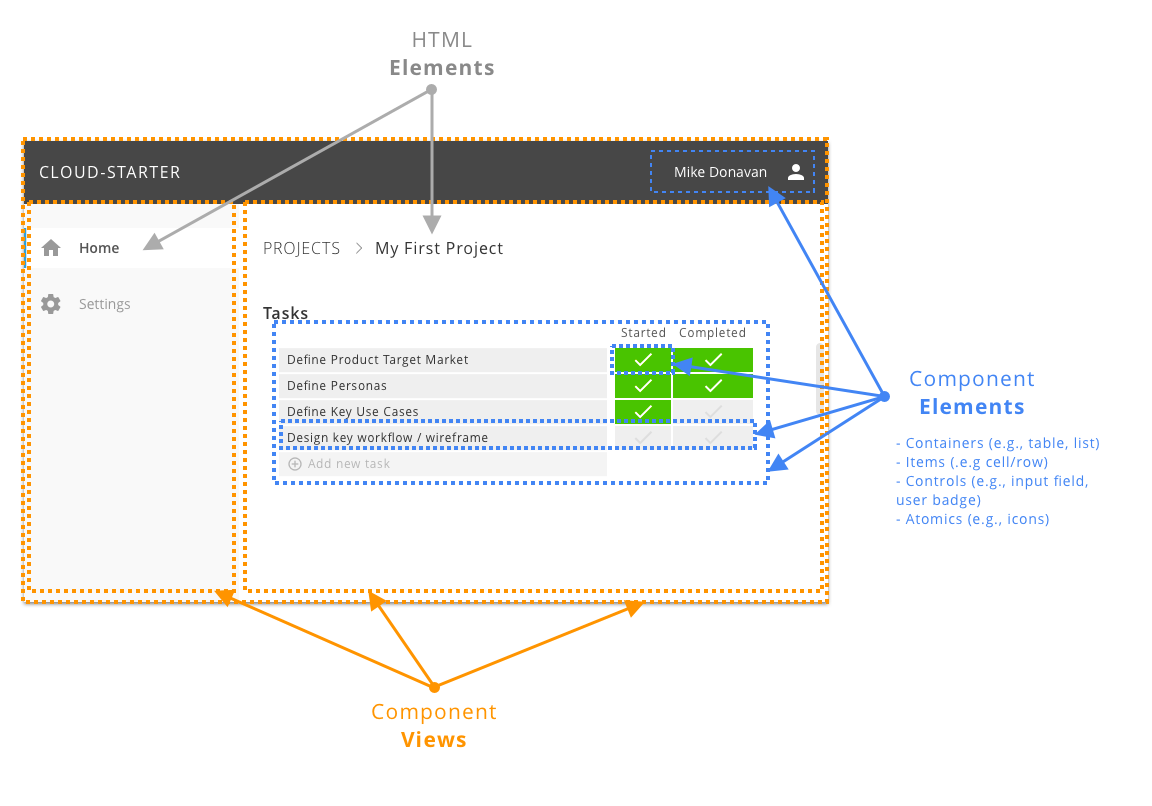 HTML
Elements
CLOUD-STARTER
Mike Donavan
Home
Settings
PROJECTS > My First Project
Tasks
Started Completed
Define Product Target Market
Define Personas
Define Key Use Cases
Design key workflow / wireframe
Add new task
Component
Elements
- Containers (e.g., table, list)
- Items (.e.g cell/row)
- Controls (e.g., input field,
user badge)
- Atomics (e.g., icons)
Component
Views